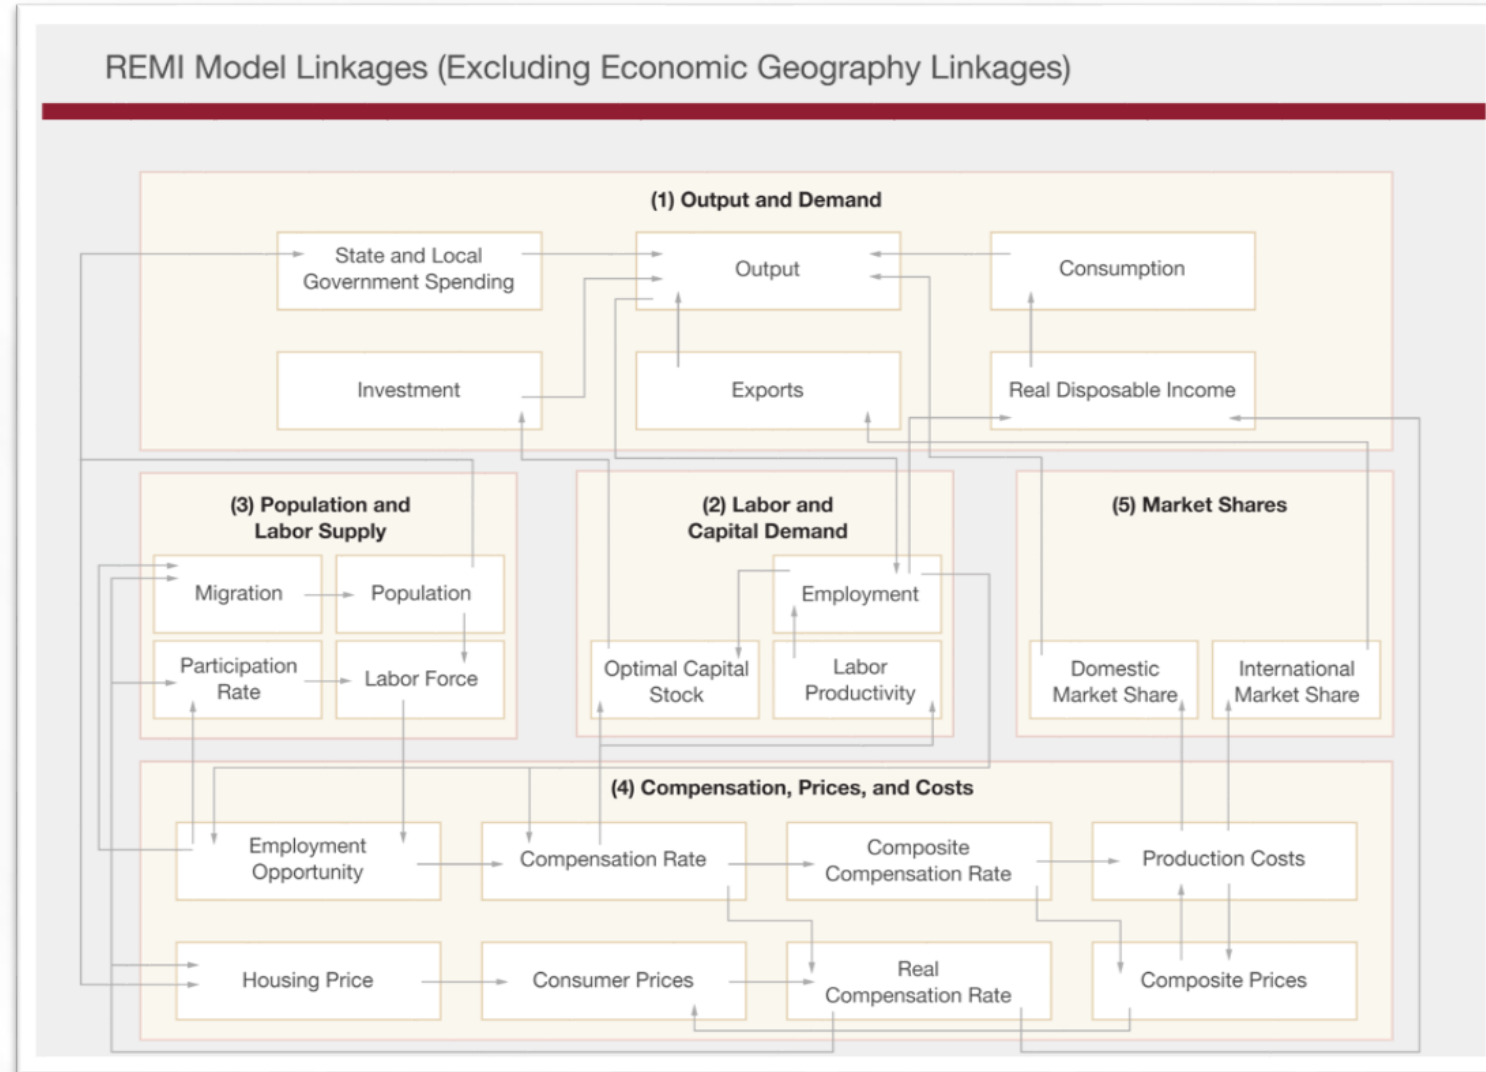 REMI Model Linkages (Excluding Economic Geography Linkages)
(1) Output and Demand
State and Local
Government Spending
Output
Consumption
Investment
Exports
Real Disposable Income
(3) Population and
Labor Supply
Migration
Population
Participation
Rate
Labor Force
(2) Labor and
Capital Demand
Employment
Optimal Capital
Stock
Labor
Productivity
(5) Market Shares
Domestic
Market Share
International
Market Share
(4) Compensation, Prices, and Costs
Employment
Opportunity
Compensation Rate
Composite
Compensation Rate
Production Costs
Housing Price
Consumer Prices
Real
Compensation Rate
Composite Prices